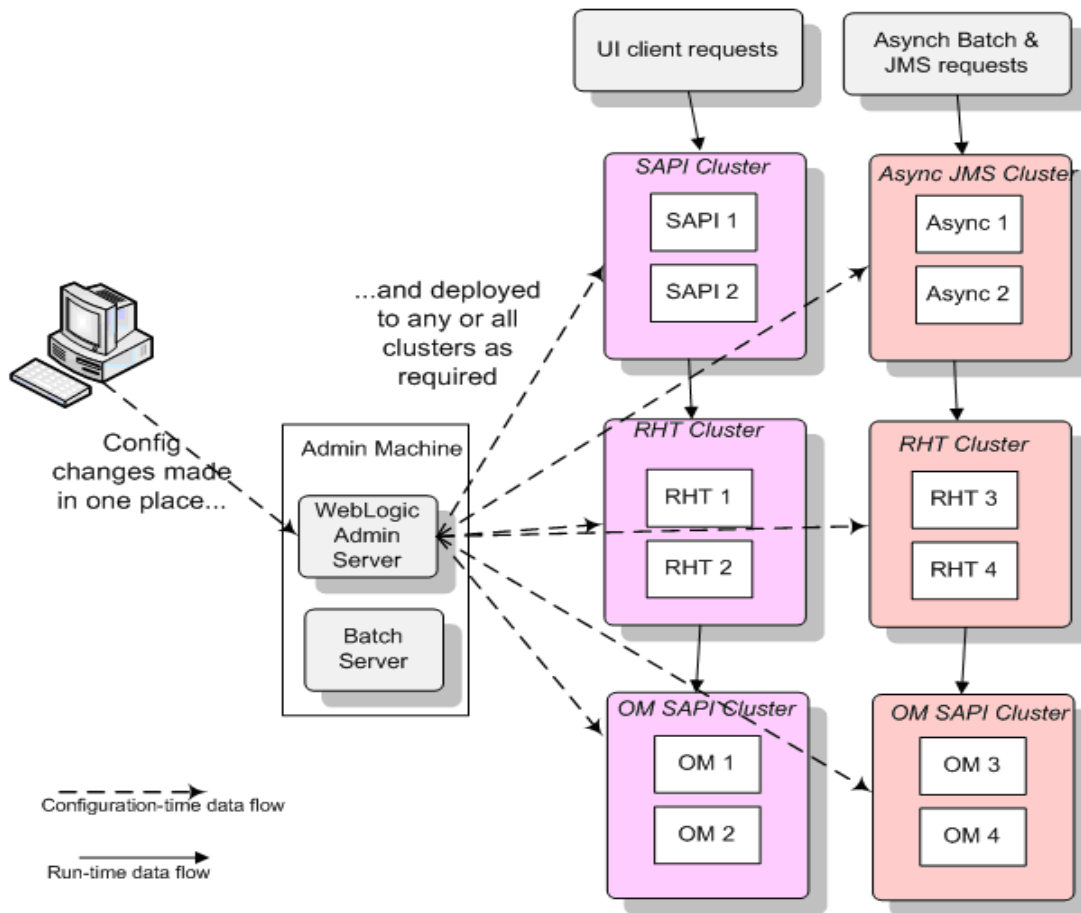 UI client requests
Asynch Batch &
JMS requests
SAPI Cluster
SAPI 1
SAPI 2
Async JMS Cluster
Async 1
Async 2
...and deployed
to any or all
clusters as
required
Config
changes made
in one place...
Admin Machine
WebLogic
Admin
Server
Batch
Server
RHT Cluster
RHT 1
RHT 2
RHT Cluster
RHT 3
RHT 4
OM SAPI Cluster
OM 1
OM 2
OM SAPI Cluster
OM 3
OM 4
Configuration-time data flow
Run-time data flow